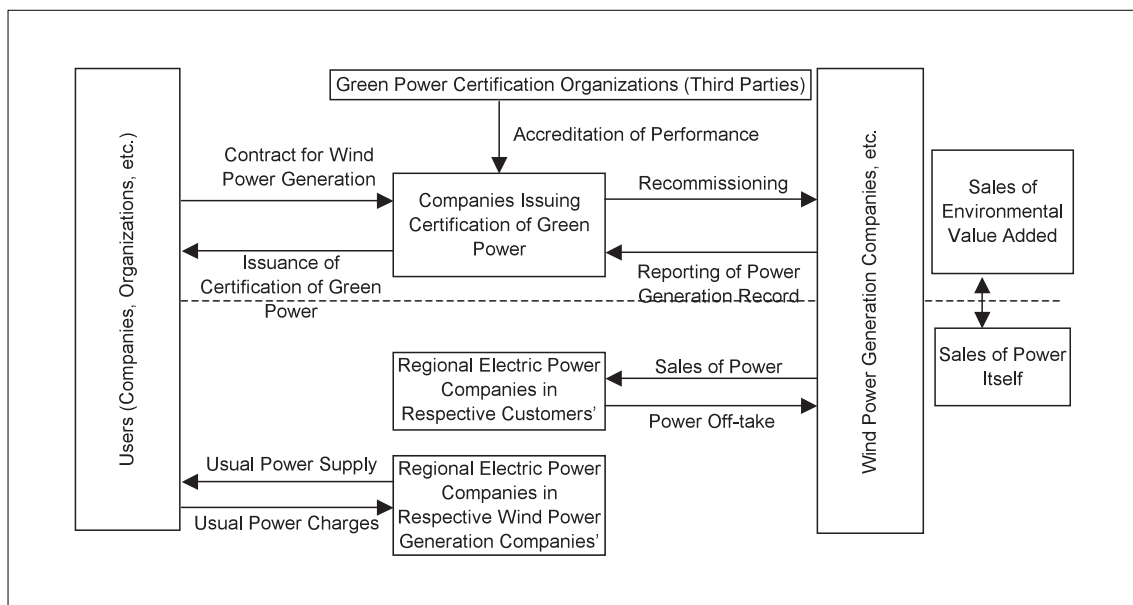 Green Power Certification Organizations (Third Parties)
Accreditation of Performance
Users (Companies, Organizations, etc.)
Contract for Wind
Power Generation
Companies Issuing
Certification of Green
Power
Recommissioning
Wind Power Generation Companies, etc.
Sales of
Environmental
Value Added
Issuance of
Certification of Green
Power
Reporting of Power
Generation Record
Regional Electric Power
Companies in
Respective Customers’
Sales of Power
Power Off-take
Sales of Power
Itself
Usual Power Supply
Usual Power Charges
Regional Electric Power
Companies in
Respective Wind Power
Generation Companies’